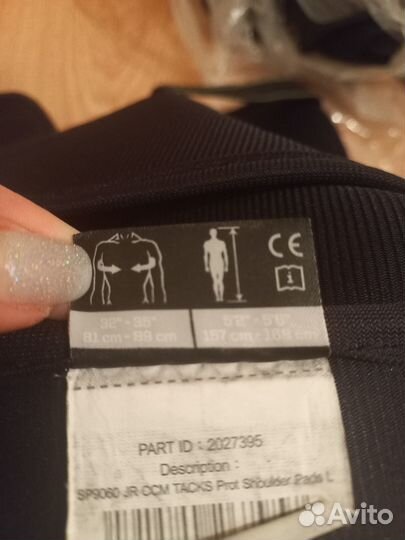 CE
i
32" - 35" 5'2" - 5'6"
81 cm - 89 cm 157 cm - 168 cm
PART ID : 2027395
Description :
SP9060 JR CCM TACKS Prot Shoulder Pads L
Avito